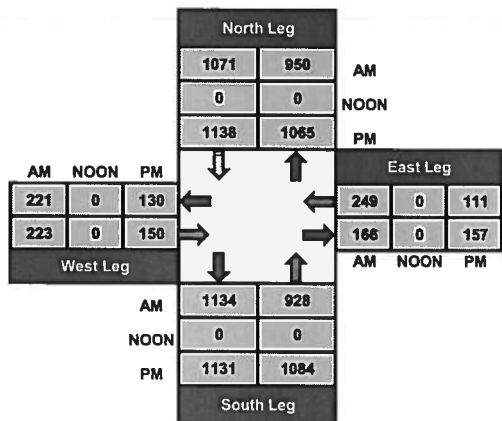 North Leg
1071 950 AM
0 0 NOON
1138 1065 PM
AM NOON PM
East Leg
221 0 130
249 0 111
223 0 150
166 0 157
West Leg
AM NOON PM
AM 1134 928
NOON 0 0
PM 1131 1084
South Leg